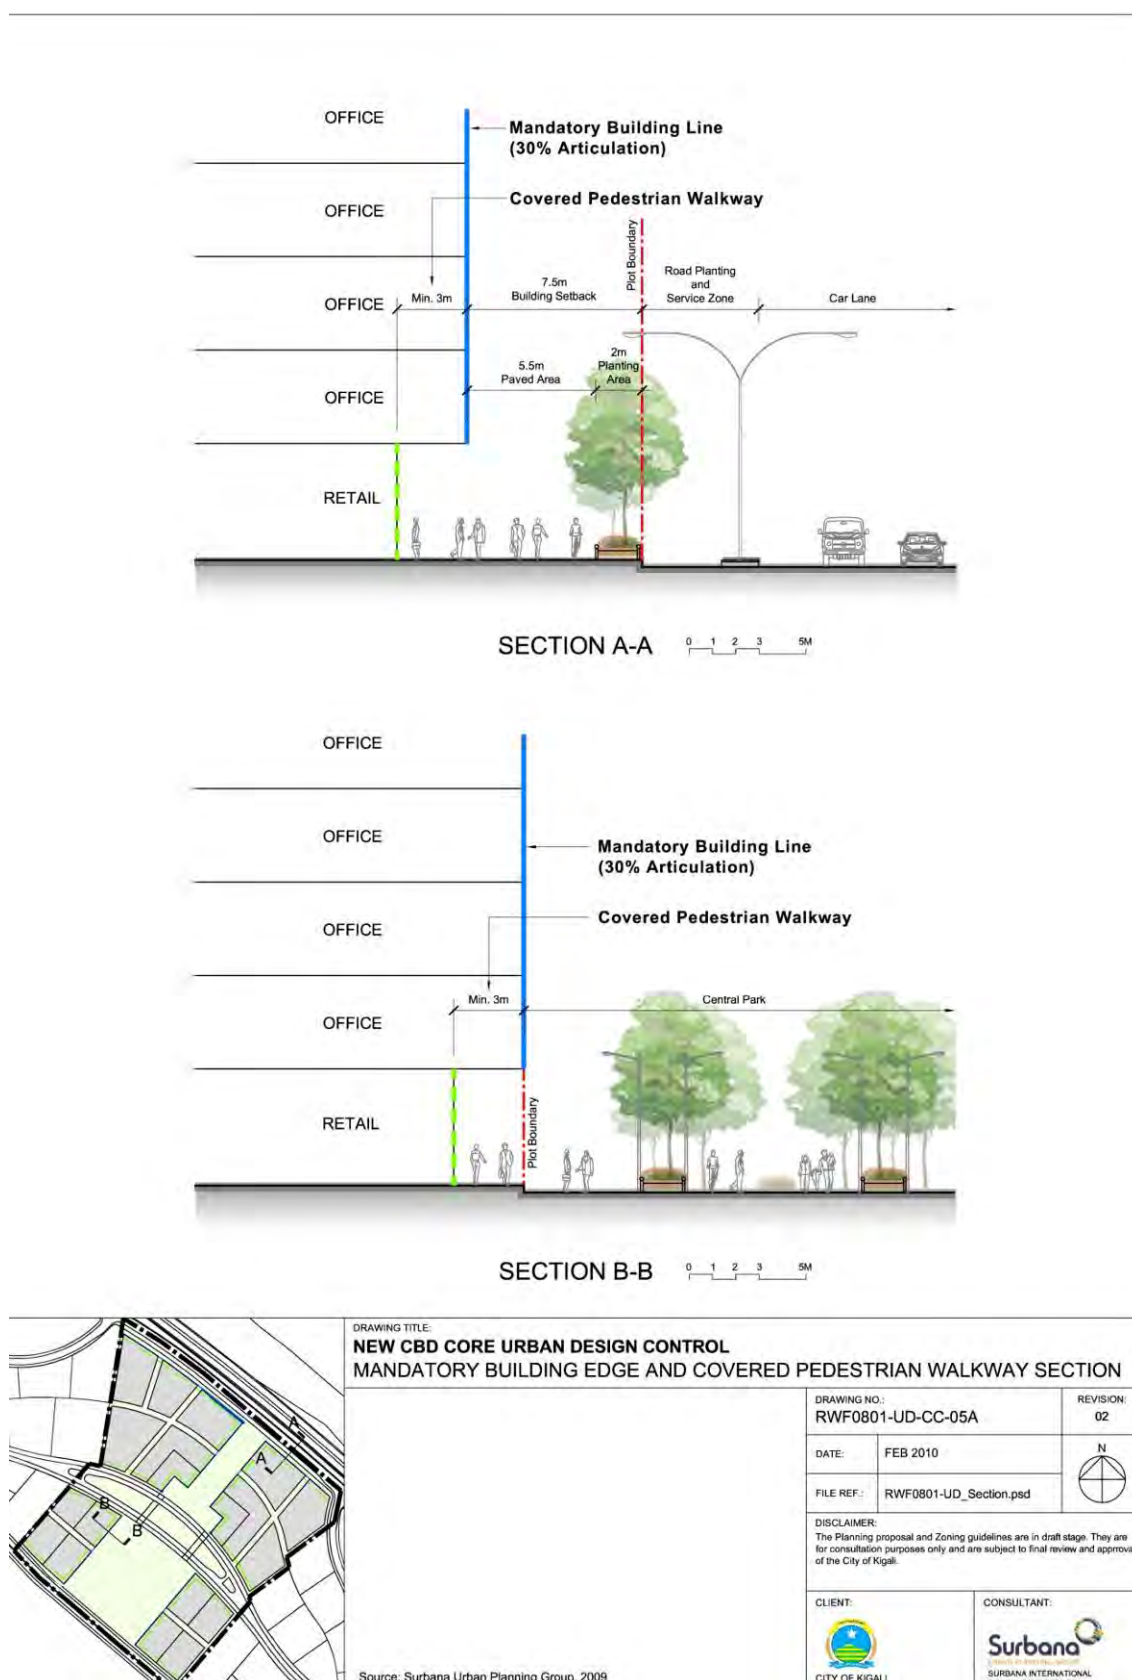 OFFICE
Mandatory Building Line
(30% Articulation)
Covered Pedestrian Walkway
OFFICE
Plot Boundary
Min. 3m
7.5m
Building Setback
Road Planting
and
Service Zone
Car Lane
OFFICE
5.5m
Paved Area
2m
Planting
Area
OFFICE
RETAIL
SECTION A-A
0 1 2 3 5M
OFFICE
OFFICE
Mandatory Building Line
(30% Articulation)
Covered Pedestrian Walkway
OFFICE
Min. 3m
Central Park
OFFICE
RETAIL
Plot Boundary
SECTION B-B
0 1 2 3 5M
A
A
B
B
DRAWING TITLE:
NEW CBD CORE URBAN DESIGN CONTROL
MANDATORY BUILDING EDGE AND COVERED PEDESTRIAN WALKWAY SECTION
DRAWING NO.:
RWF0801-UD-CC-05A
REVISION:
02
DATE:
FEB 2010
N
FILE REF.:
RWF0801-UD_Section.psd
DISCLAIMER:
The Planning proposal and Zoning guidelines are in draft stage. They are
for consultation purposes only and are subject to final review and approva
of the City of Kigali.
CLIENT:
CITY OF KIGALI
CONSULTANT:
Surbana
SURBANA INTERNATIONAL
Source: Surbana Urban Planning Group, 2009